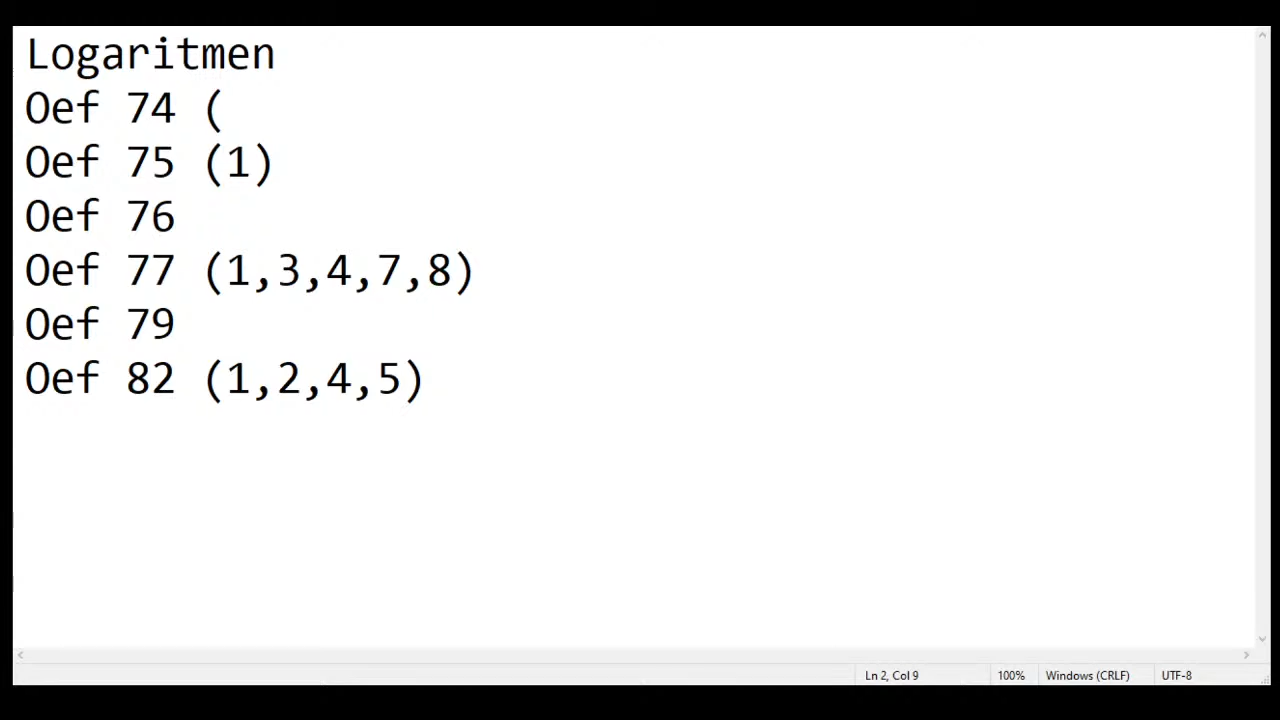 Logaritmen
Oef 74 (
Oef 75 (1)
Oef 76
Oef 77 (1,3,4,7,8)
Oef 79
Oef 82 (1,2,4,5)
Ln 2, Col 9 100% Windows (CRLF) UTF-8